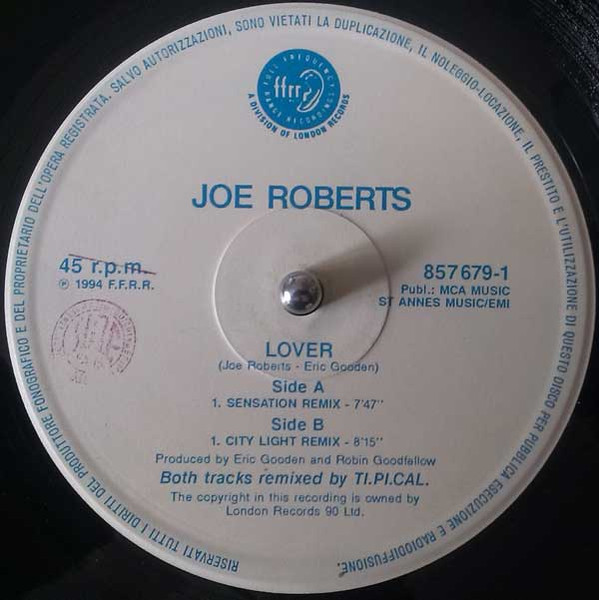 RISERVATI TUTTI I DIRITTI DEL PRODUTTORE FONOGRAFICO E DEL PROPRIETARIO DELL'OPERA REGISTRATA. SALVO AUTORIZZAZIONI, SONO VIETATI LA DUPLICAZIONE, IL NOLEGGIO-LOCAZIONE, IL PRESTITO E L'UTILIZZAZIONE DI QUESTO DISCO PER PUBBLICA ESECUZIONE E RADIODIFFUSIONE.
FULL FREQUENCY
ffrr
RANGE RECORDINGS
A DIVISION OF LONDON RECORDS
JOE ROBERTS
45 r.p.m.
℗ 1994 F.F.R.R.
857 679-1
Publ.: MCA MUSIC
ST ANNES MUSIC/EMI
LOVER
(Joe Roberts - Eric Gooden)
Side A
1. SENSATION REMIX - 7'47"
Side B
1. CITY LIGHT REMIX - 8'15"
Produced by Eric Gooden and Robin Goodfellow
Both tracks remixed by TI.PI.CAL.
The copyright in this recording is owned by
London Records 90 Ltd.